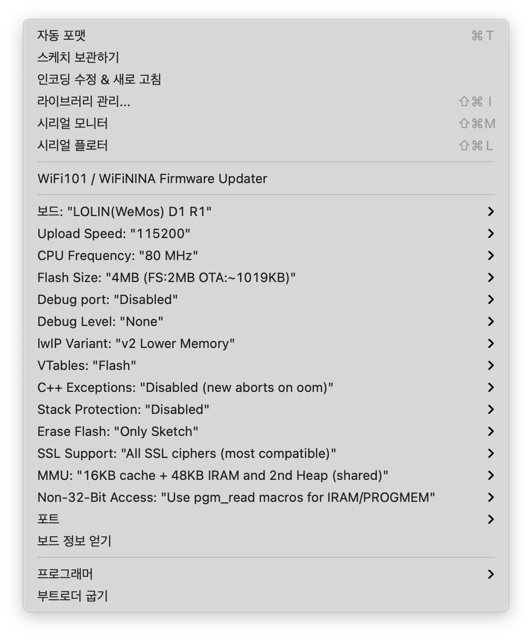 자동 포맷 ⌘ T
스케치 보관하기
인코딩 수정 & 새로 고침
라이브러리 관리... ⇧⌘ I
시리얼 모니터 ⇧⌘M
시리얼 플로터 ⇧⌘ L
WiFi101 / WiFiNINA Firmware Updater
보드: "LOLIN(WeMos) D1 R1"
Upload Speed: "115200"
CPU Frequency: "80 MHz"
Flash Size: "4MB (FS:2MB OTA:~1019KB)"
Debug port: "Disabled"
Debug Level: "None"
lwIP Variant: "v2 Lower Memory"
VTables: "Flash"
C++ Exceptions: "Disabled (new aborts on oom)"
Stack Protection: "Disabled"
Erase Flash: "Only Sketch"
SSL Support: "All SSL ciphers (most compatible)"
MMU: "16KB cache + 48KB IRAM and 2nd Heap (shared)"
Non-32-Bit Access: "Use pgm_read macros for IRAM/PROGMEM"
포트
보드 정보 얻기
프로그래머
부트로더 굽기